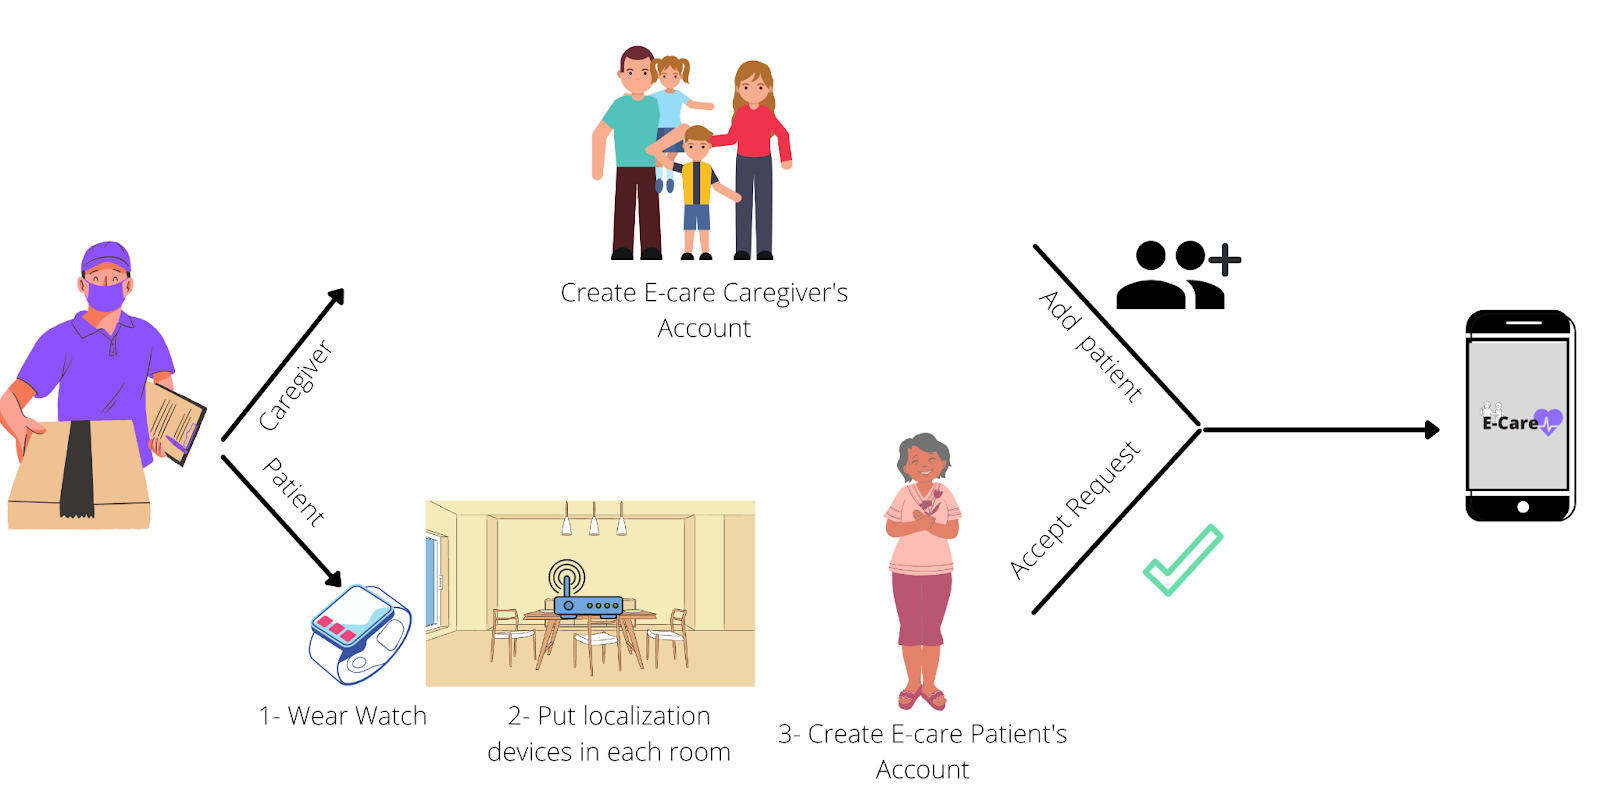 Create E-care Caregiver's
Account
Caregiver
Patient
Add patient
Accept Request
E-Care
1- Wear Watch
2- Put localization
devices in each room
3- Create E-care Patient's
Account